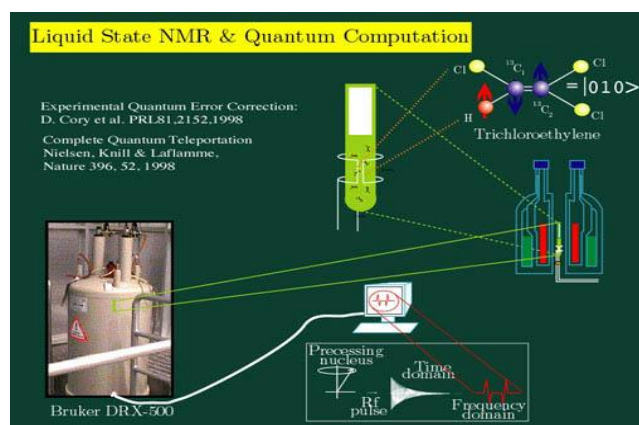 Liquid State NMR & Quantum Computation
Experimental Quantum Error Correction:
D. Cory et al. PRL81,2152,1998
Complete Quantum Teleportation
Nielsen, Knill & Laflamme,
Nature 396, 52, 1998
Cl
¹³C₁
Cl
=|010⟩
H
¹³C₂
Cl
Trichloroethylene
Bruker DRX-500
Precessing
nucleus
Rf
pulse
Time
domain
Frequency
domain